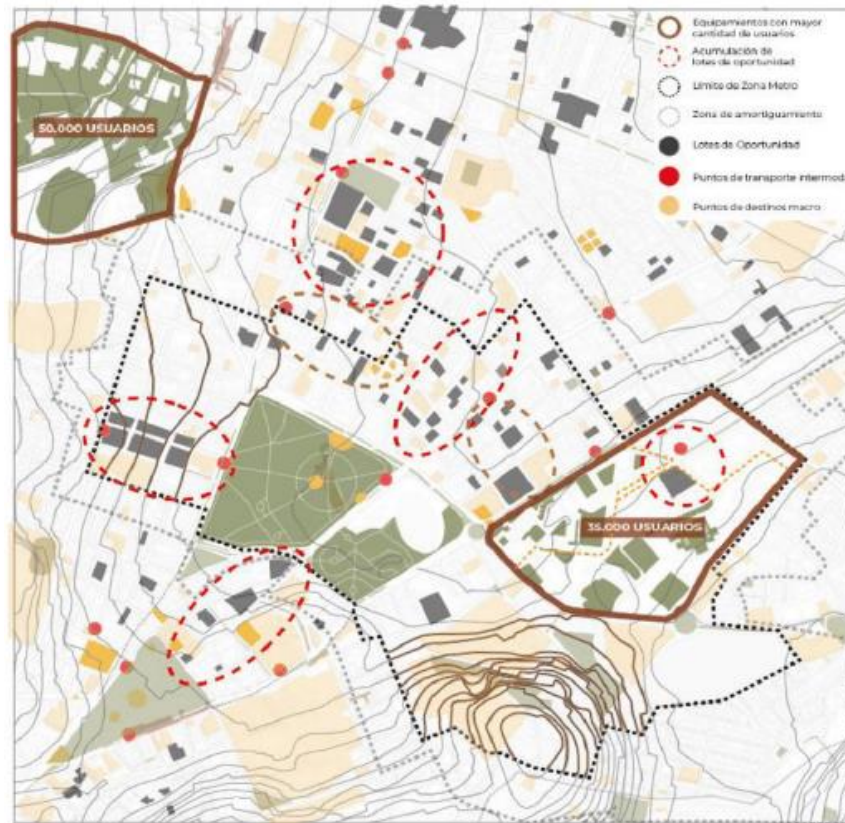 Equipamientos con mayor
cantidad de usuarios
Acumulación de
lotes de oportunidad
Límite de Zona Metro
Zona de amortiguamiento
Lotes de Oportunidad
Puntos de transporte intermod
Puntos de destinos macro
50.000 USUARIOS
35.000 USUARIOS